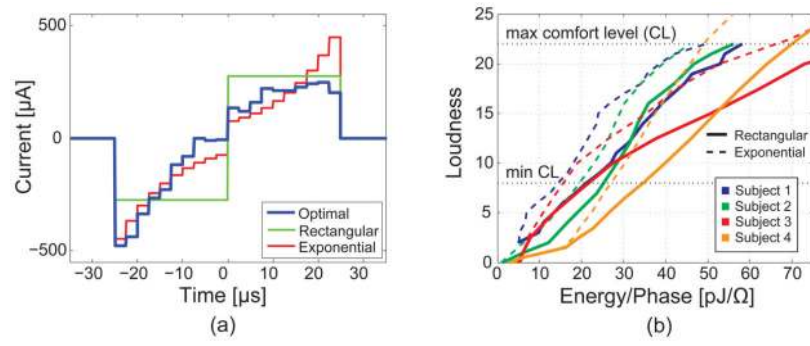 500
0
−500
Current [µA]
−30
−20
−10
0
10
20
30
Time [µs]
Optimal
Rectangular
Exponential
(a)
25
20
15
10
5
0
Loudness
max comfort level (CL)
min CL
Rectangular
Exponential
Subject 1
Subject 2
Subject 3
Subject 4
0
10
20
30
40
50
60
70
Energy/Phase [pJ/Ω]
(b)